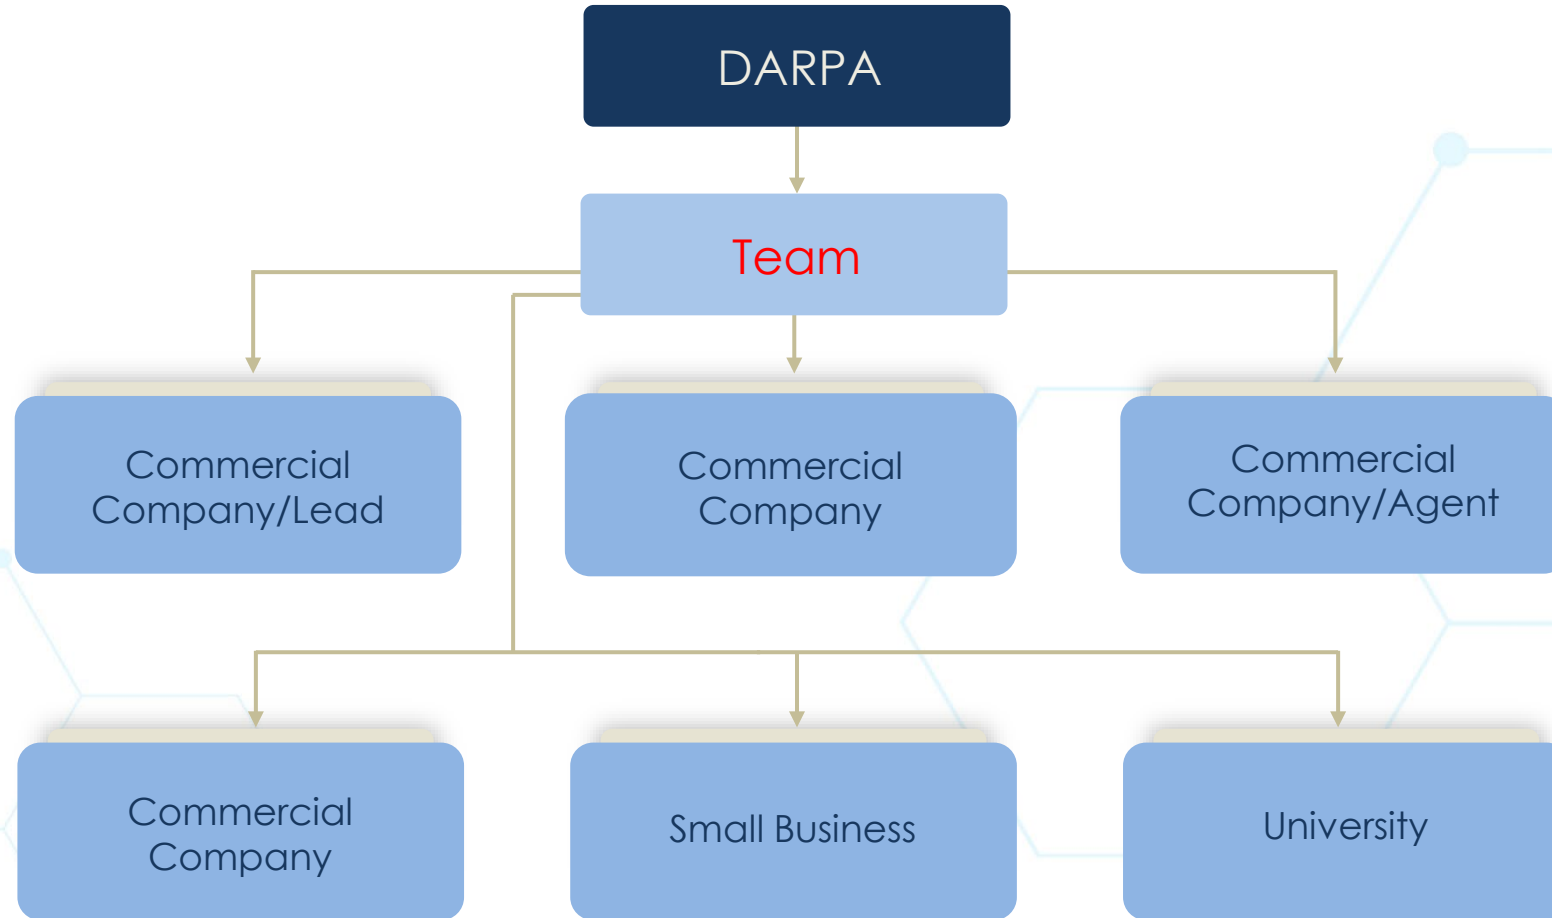 DARPA
Team
Commercial
Company/Lead
Commercial
Company
Commercial
Company/Agent
Commercial
Company
Small Business
University